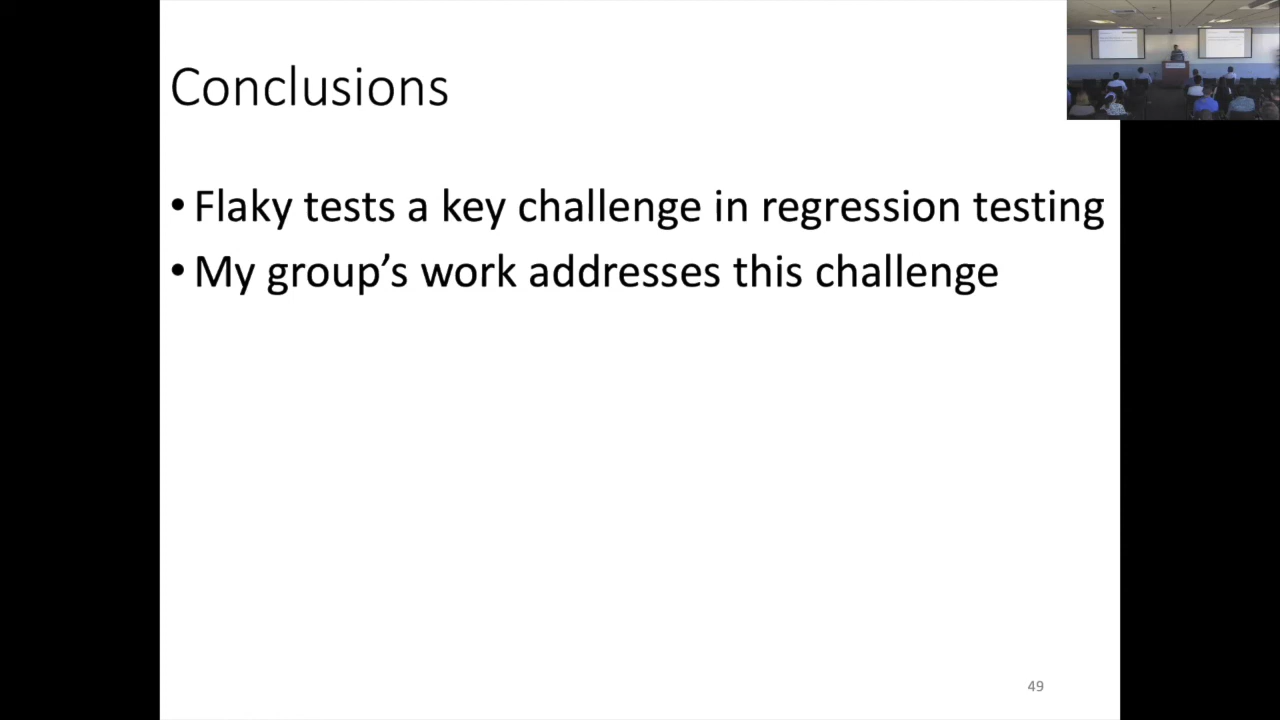 Conclusions
• Flaky tests a key challenge in regression testing
• My group’s work addresses this challenge
49